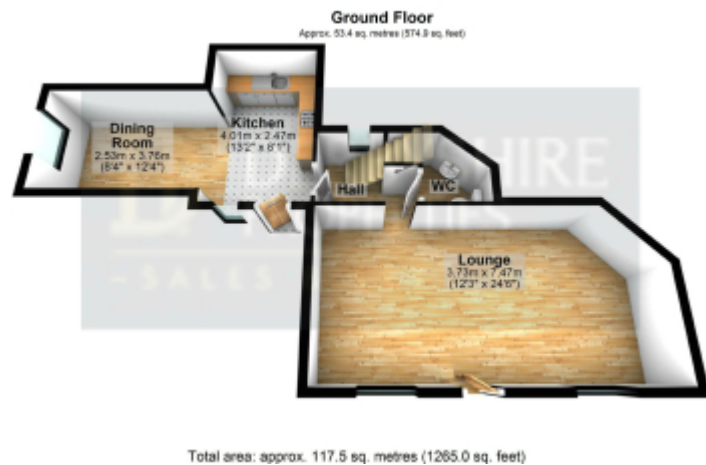 Ground Floor
Approx. 53.4 sq. metres (574.9 sq. feet)
Kitchen
4.01m x 2.47m
(13'2" x 8'1")
Dining
Room
2.53m x 3.76m
(8'4" x 12'4")
HIRE
Hall
WC
Lounge
3.73m x 7.47m
(12'3" x 24'6")
- SALES
Total area: approx. 117.5 sq. metres (1265.0 sq. feet)